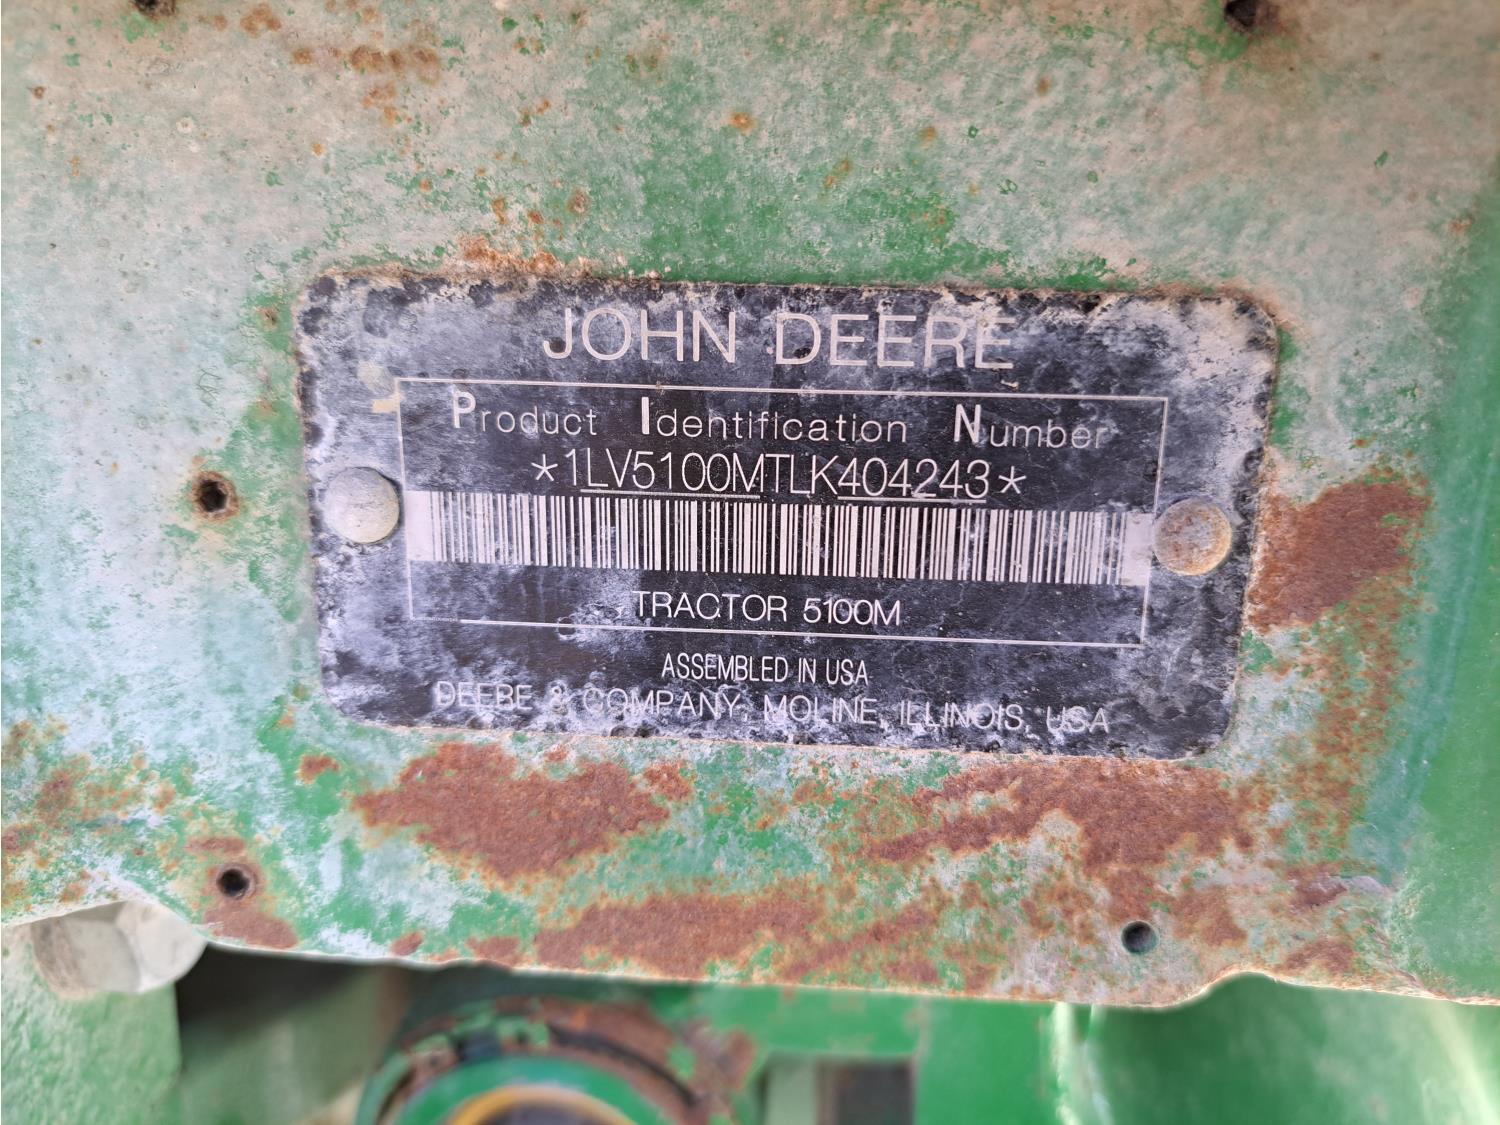 JOHN DEERE
Product Identification Number
*1LV5100MTLK404243*
TRACTOR 5100M
ASSEMBLED IN USA
DEERE & COMPANY, MOLINE, ILLINOIS, USA